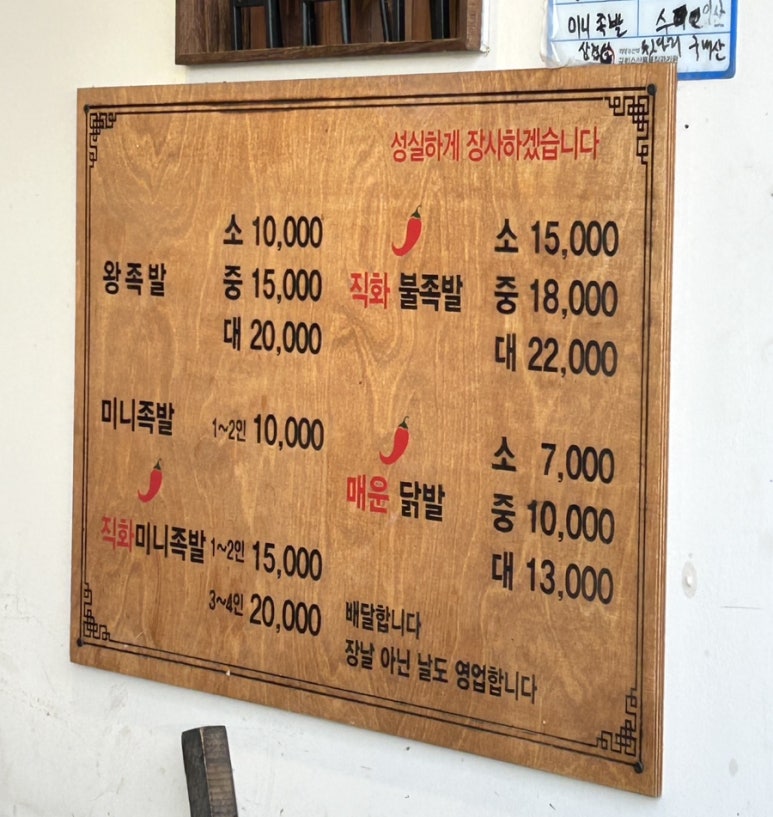 미니족발
국내산
성실하게 장사하겠습니다
왕족발
소 10,000
중 15,000
대 20,000
직화 불족발
소 15,000
중 18,000
대 22,000
미니족발 1~2인 10,000
매운 닭발
소 7,000
중 10,000
대 13,000
직화미니족발 1~2인 15,000
3~4인 20,000
배달합니다
장날 아닌 날도 영업합니다